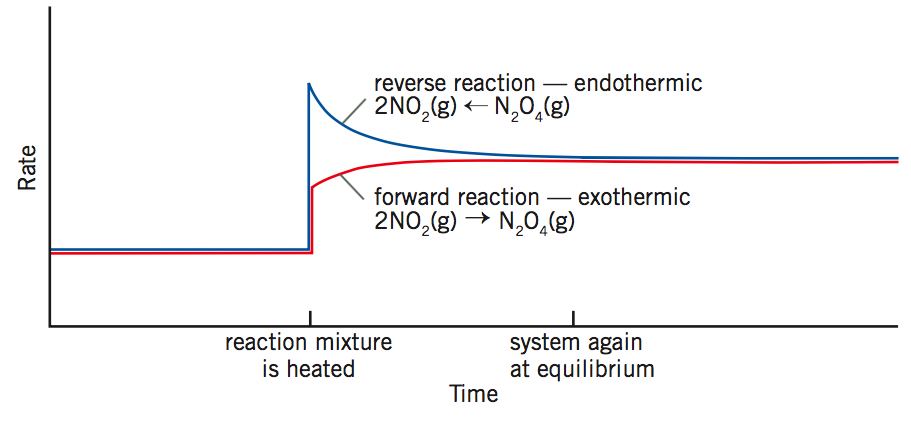 reverse reaction — endothermic
2NO₂(g) ← N₂O₄(g)
Rate
forward reaction — exothermic
2NO₂(g) → N₂O₄(g)
reaction mixture
is heated
system again
at equilibrium
Time